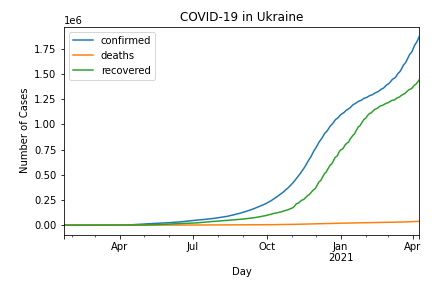 COVID-19 in Ukraine
1e6
confirmed
deaths
recovered
1.75
1.50
1.25
1.00
0.75
0.50
0.25
0.00
Number of Cases
Apr
Jul
Oct
Jan
2021
Apr
Day